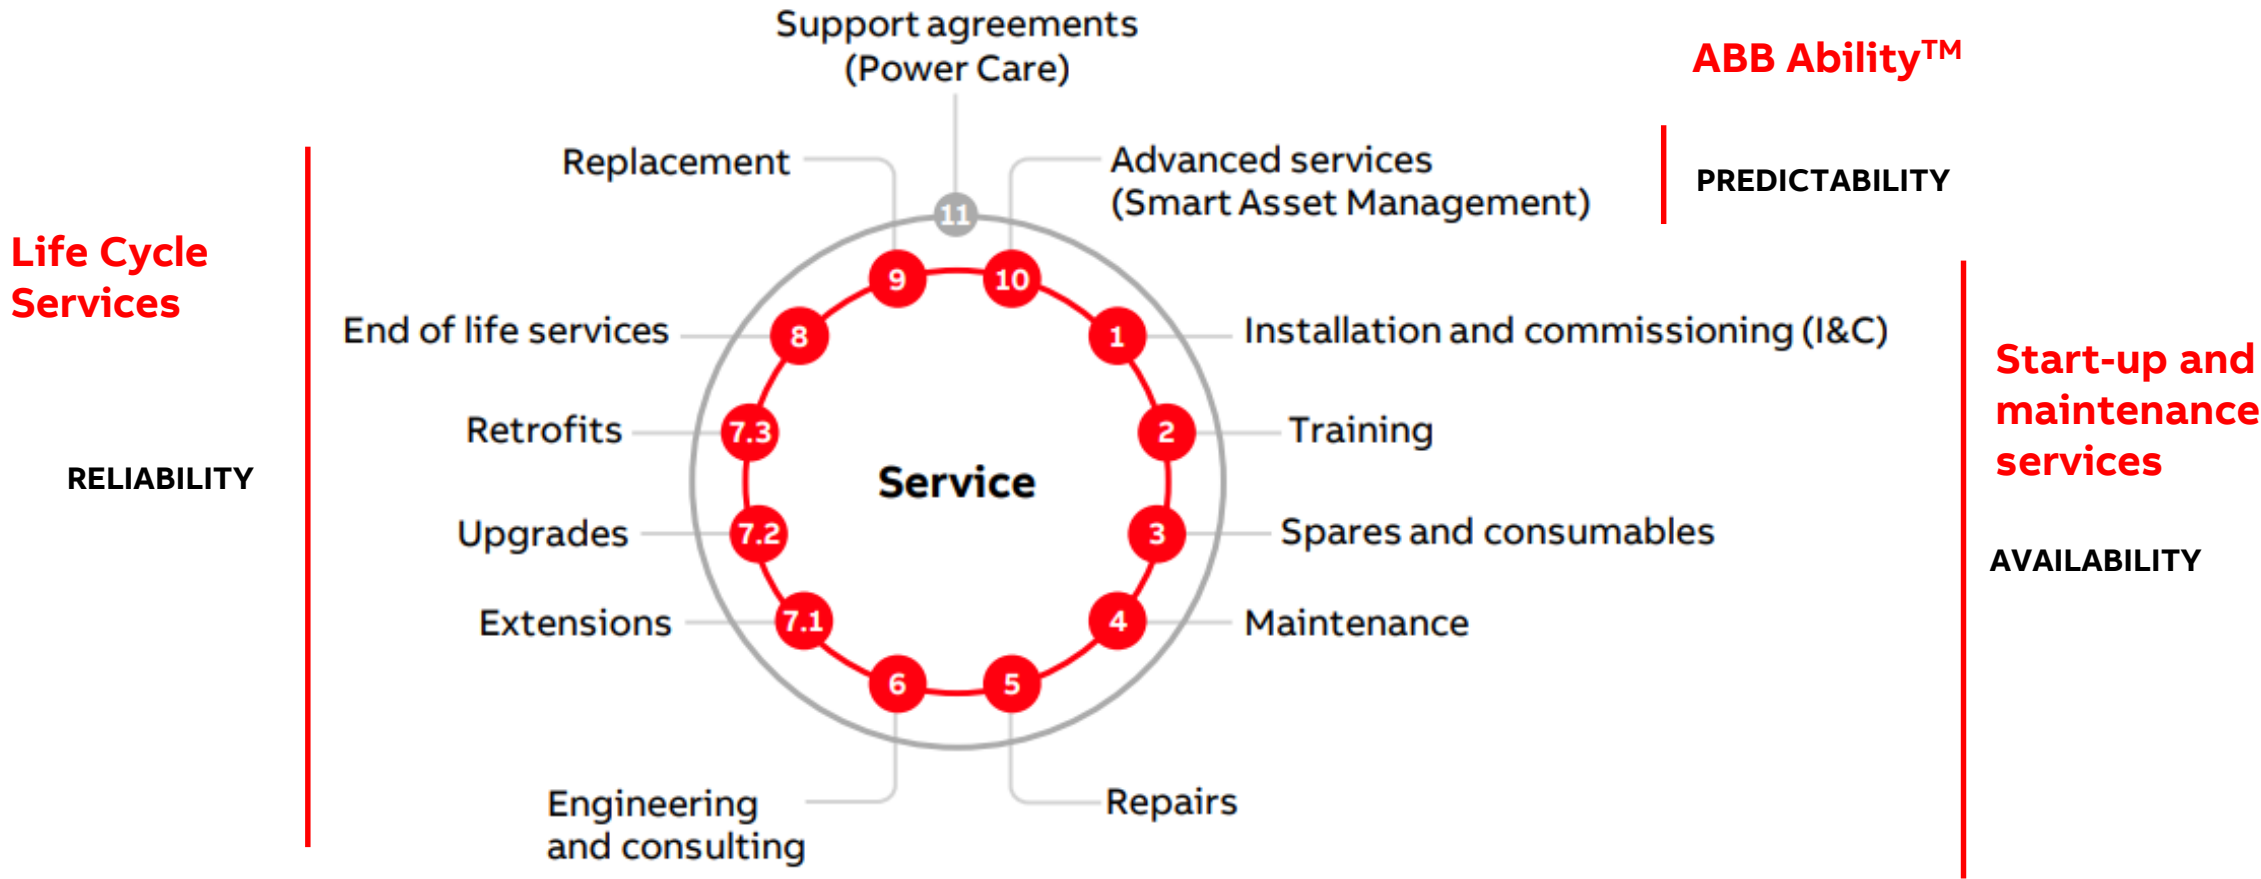 Support agreements
(Power Care)
ABB Ability™
Replacement
Advanced services
(Smart Asset Management)
PREDICTABILITY
11
Life Cycle
Services
9
10
End of life services
8
1
Installation and commissioning (I&C)
Start-up and
maintenance
services
Retrofits
7.3
2
Training
RELIABILITY
Service
Upgrades
7.2
3
Spares and consumables
AVAILABILITY
Extensions
7.1
4
Maintenance
6
5
Engineering
and consulting
Repairs